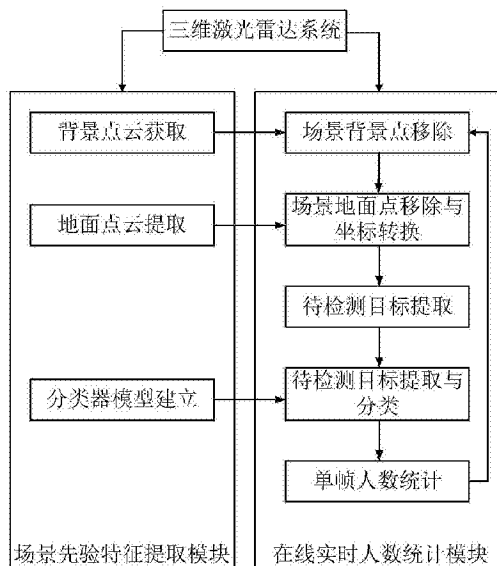 三维激光雷达系统
背景点云获取
场景背景点移除
地面点云提取
场景地面点移除与
坐标转换
待检测目标提取
分类器模型建立
待检测目标提取与
分类
单帧人数统计
场景先验特征提取模块
在线实时人数统计模块